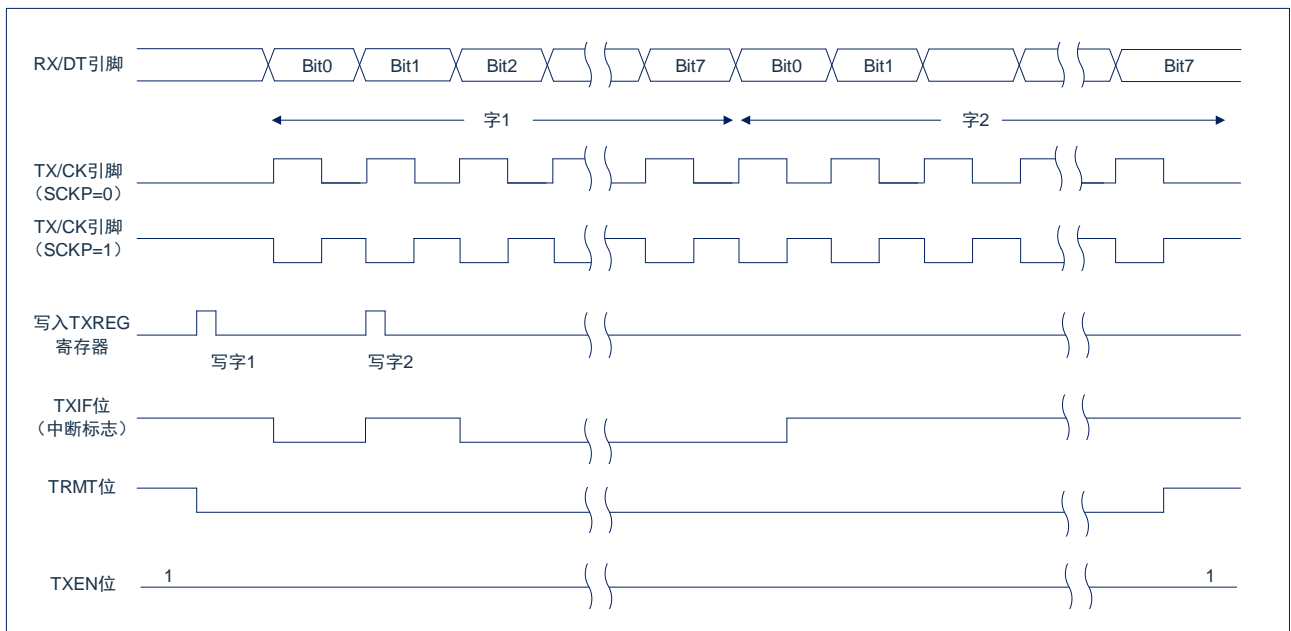 RX/DT引脚
Bit0
Bit1
Bit2
Bit7
Bit0
Bit1
Bit7
字1
字2
TX/CK引脚
（SCKP=0）
TX/CK引脚
（SCKP=1）
写入TXREG
寄存器
写字1
写字2
TXIF位
（中断标志）
TRMT位
TXEN位
1
1